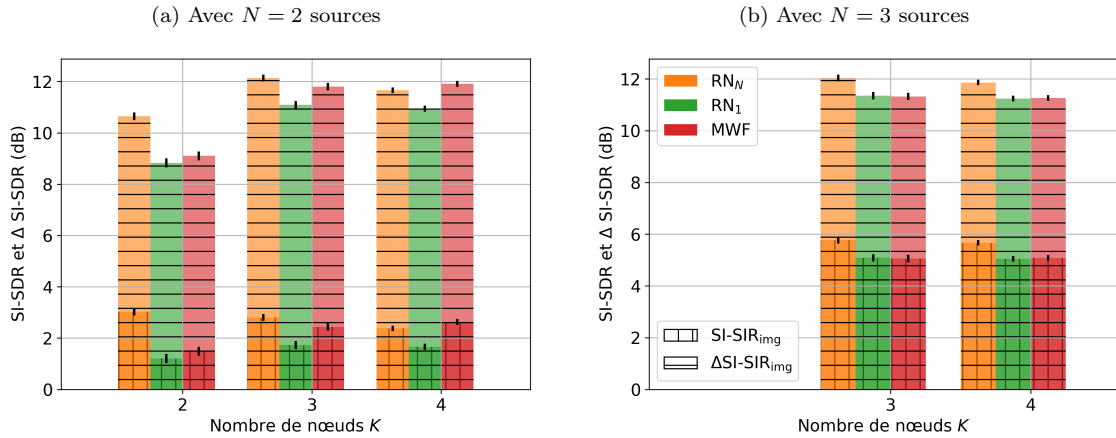 (a) Avec N = 2 sources
SI-SDR et Δ SI-SDR (dB)
12
10
8
6
4
2
0
2
3
4
Nombre de nœuds K
(b) Avec N = 3 sources
SI-SDR et Δ SI-SDR (dB)
12
10
8
6
4
2
0
RN_N
RN_1
MWF
SI-SIR_img
ΔSI-SIR_img
3
4
Nombre de nœuds K